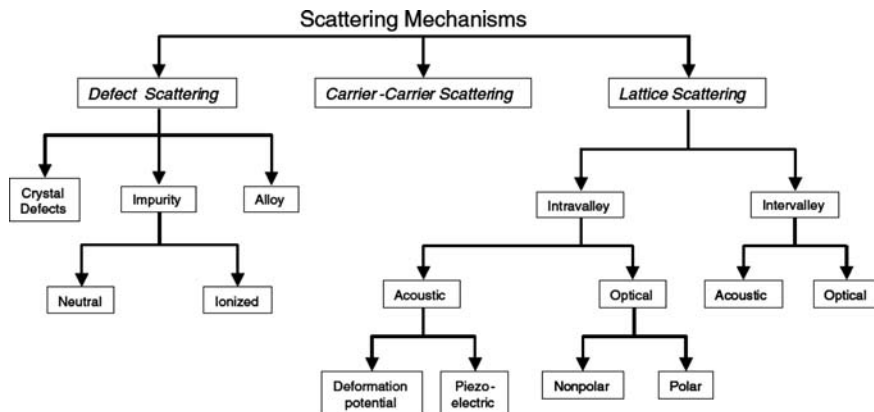 Scattering Mechanisms
Defect Scattering
Carrier-Carrier Scattering
Lattice Scattering
Crystal
Defects
Impurity
Alloy
Intravalley
Intervalley
Neutral
Ionized
Acoustic
Optical
Acoustic
Optical
Deformation
potential
Piezo-
electric
Nonpolar
Polar